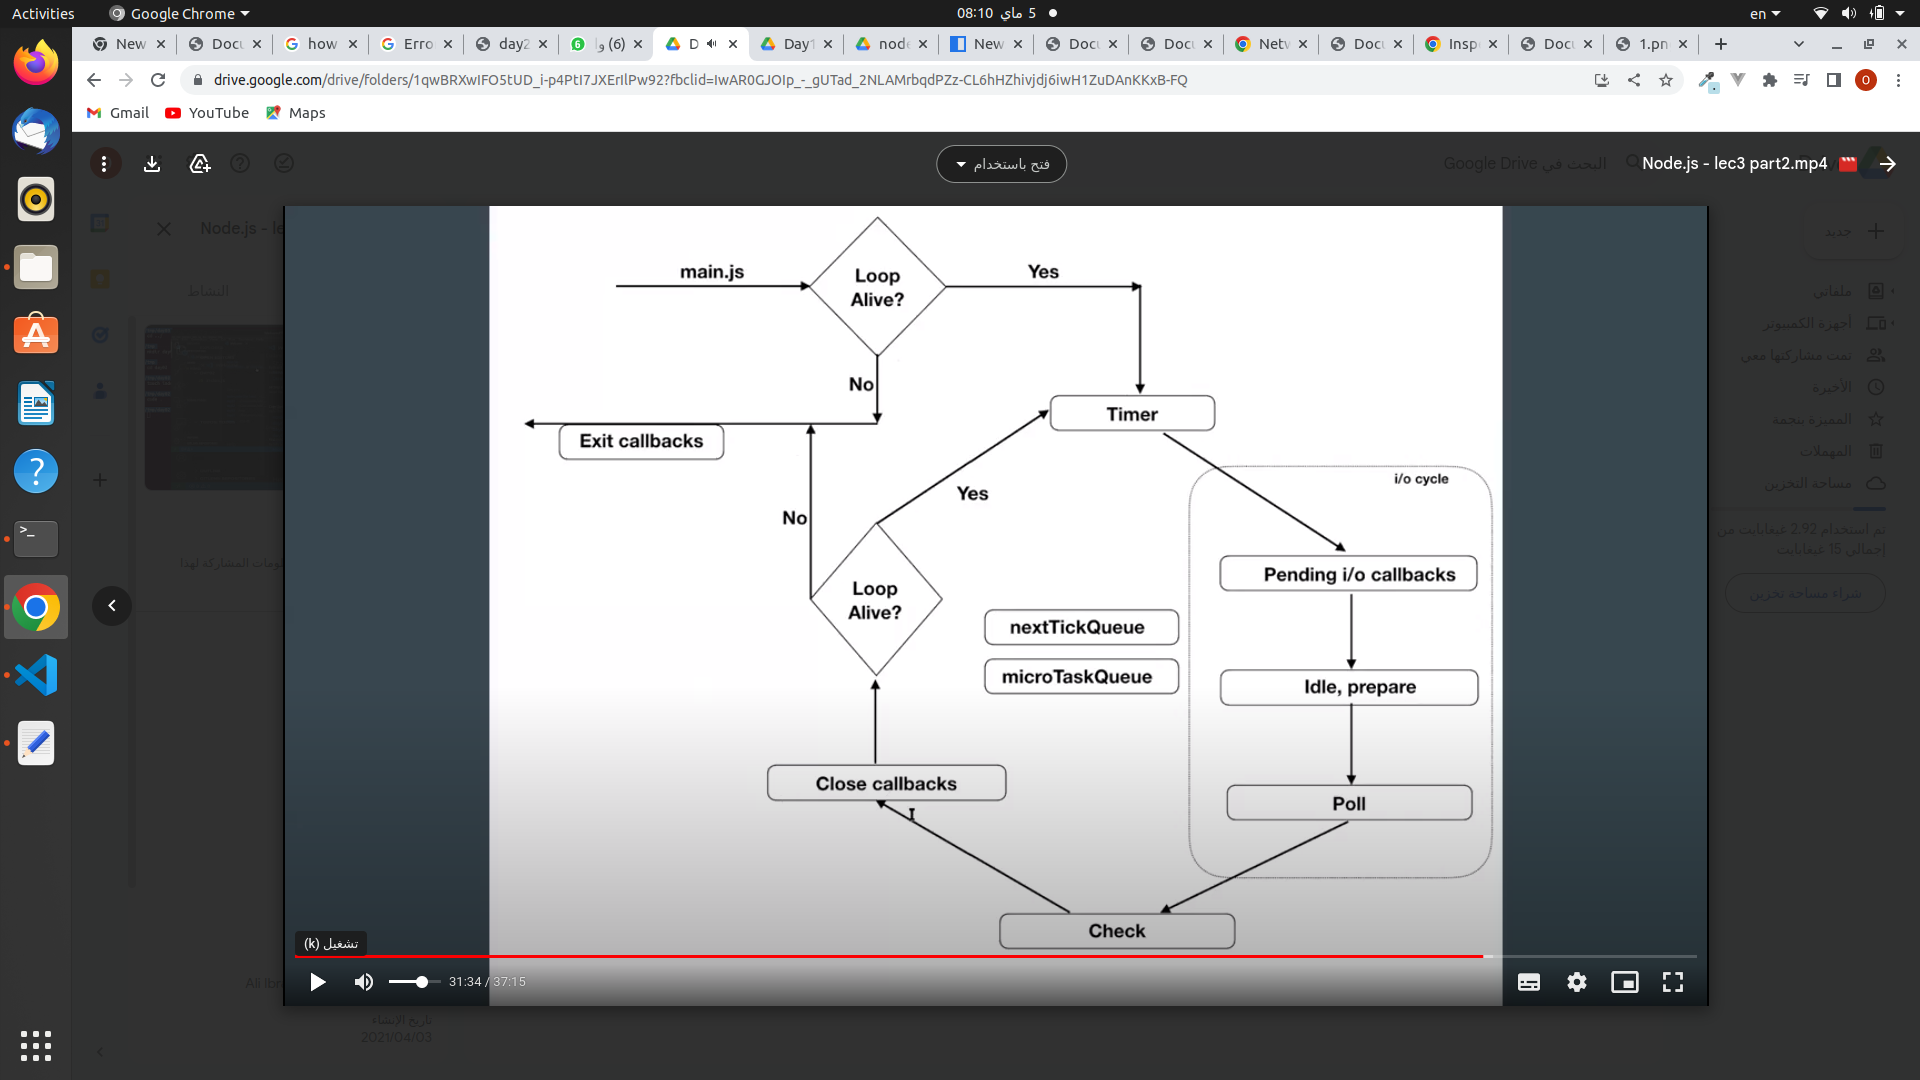 Activities
Google Chrome
5 ماي 08:10
en
New
Docu
how
Erro
day2
(6) وا
D
Day1
node
New
Docu
Docu
Netv
Docu
Insp
Docu
1.pn
drive.google.com/drive/folders/1qwBRXwIFO5tUD_i-p4PtI7JXErIlPw92?fbclid=IwAR0GJOIp_-_gUTad_2NLAMrbqdPZz-CL6hHZhivjdj6iwH1ZuDAnKKxB-FQ
O
Gmail
YouTube
Maps
فتح باستخدام
البحث في Google Drive
Node.js - lec3 part2.mp4
Node.js - le
جديد
النشاط
ملفاتي
أجهزة الكمبيوتر
تمت مشاركتها معي
الأخيرة
المميزة بنجمة
المهملات
مساحة التخزين
تم استخدام 2.92 غيغابايت من
إجمالي 15 غيغابايت
شراء مساحة تخزين
main.js
Loop
Alive?
Yes
No
Exit callbacks
Timer
i/o cycle
Yes
No
Pending i/o callbacks
Loop
Alive?
nextTickQueue
microTaskQueue
Idle, prepare
Close callbacks
Poll
Check
تشغيل (k)
31:34 / 37:15
تاريخ الإنشاء
2021/04/03